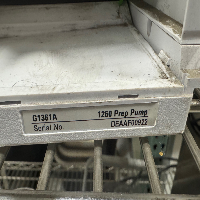 G1361A 1260 Prep Pump
Serial No. DEAAF00922